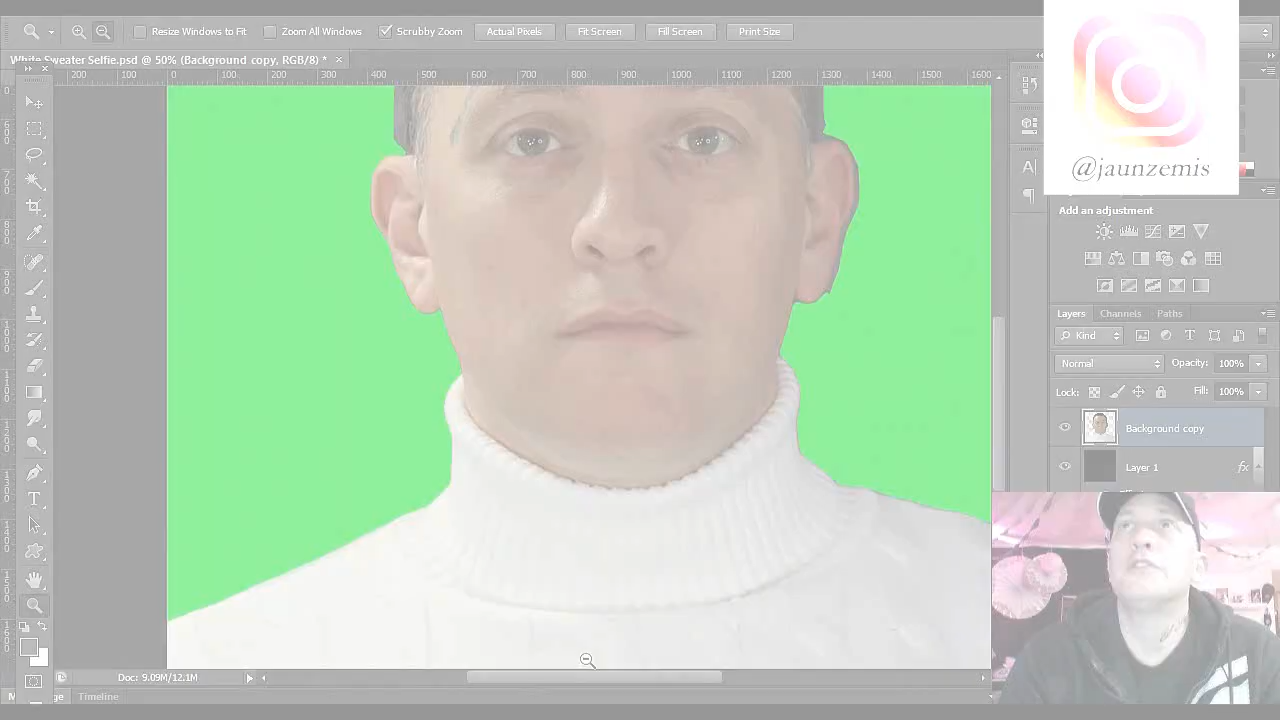 Resize Windows to Fit
Zoom All Windows
Scrubby Zoom
Actual Pixels
Fit Screen
Fill Screen
Print Size
White Sweater Selfie.psd @ 50% (Background copy, RGB/8) *
200 100 0 100 200 300 400 500 600 700 800 900 1000 1100 1200 1300 1400 1500 1600
@jaunzemis
Add an adjustment
Layers Channels Paths
Kind
Normal
Opacity: 100%
Lock:
Fill: 100%
Background copy
Layer 1
fx
Doc: 9.09M/12.1M
Timeline